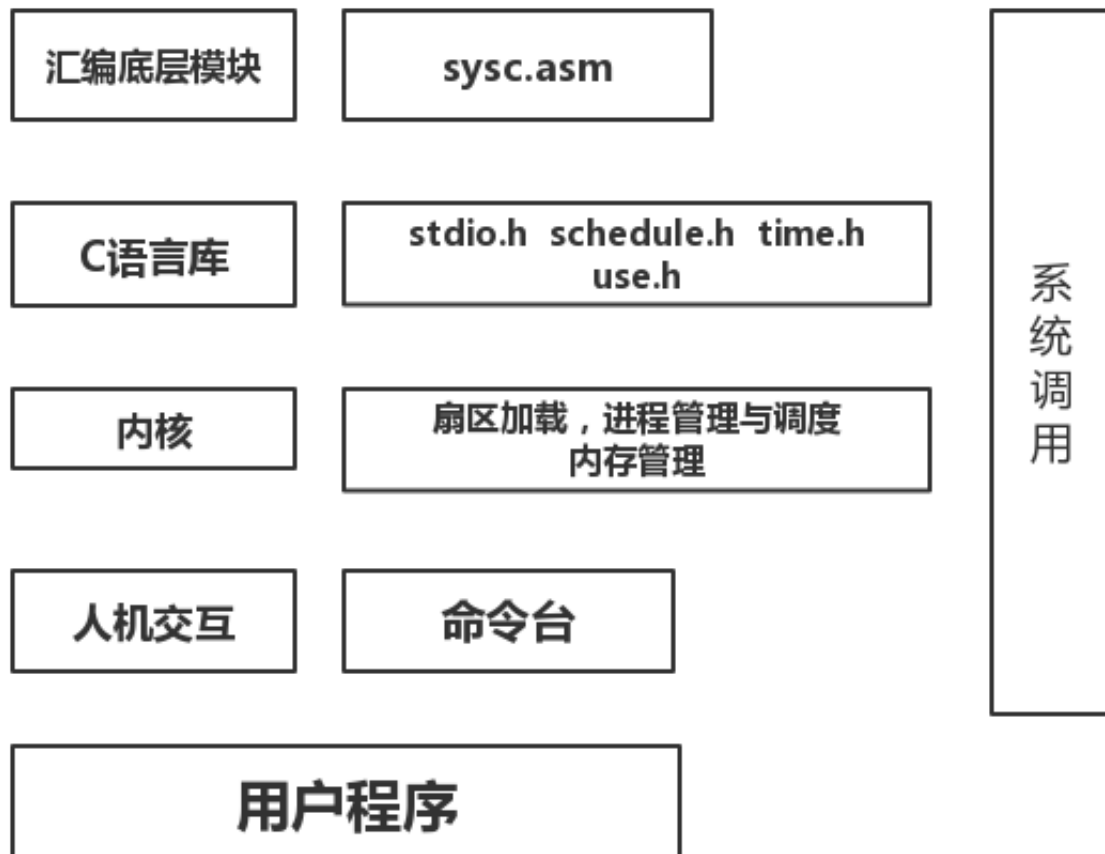 汇编底层模块
sysc.asm
C语言库
stdio.h schedule.h time.h
use.h
内核
扇区加载，进程管理与调度
内存管理
人机交互
命令台
用户程序
系
统
调
用